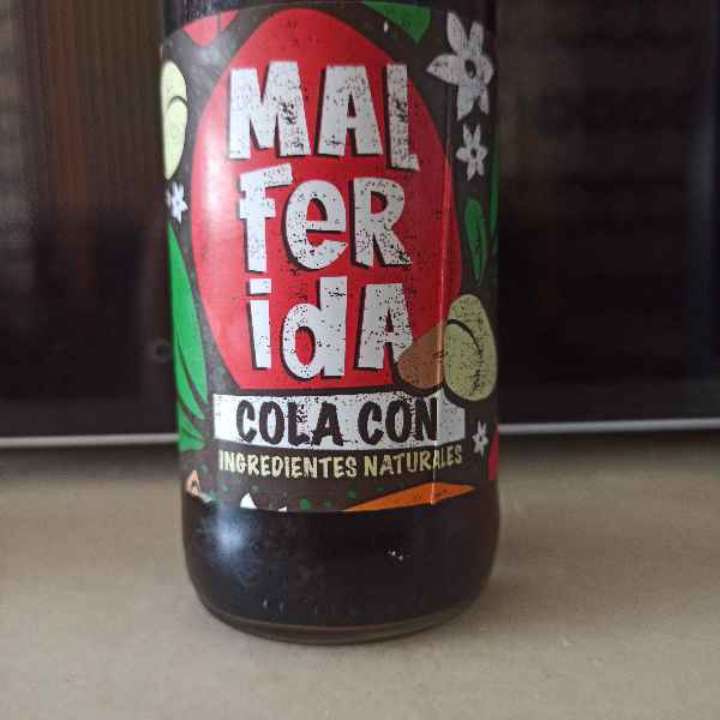 MAL
FeR
idA
COLA CON
INGREDIENTES NATURALES